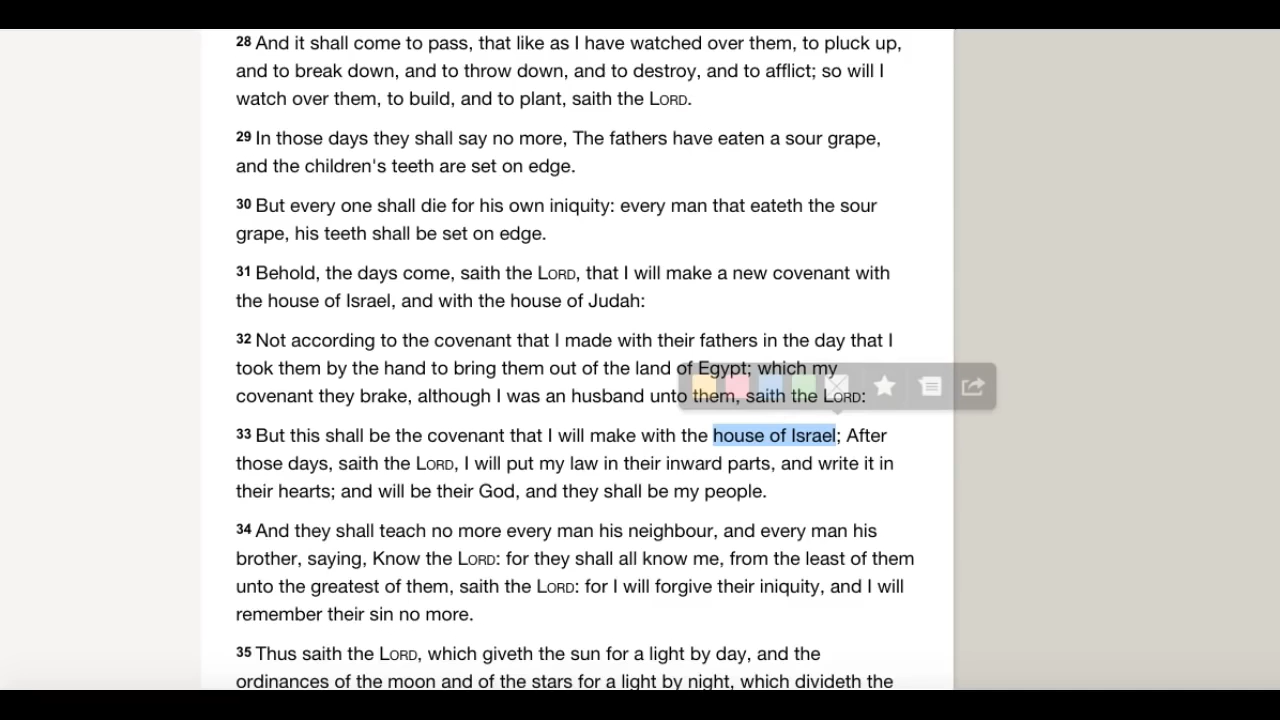 28 And it shall come to pass, that like as I have watched over them, to pluck up,
and to break down, and to throw down, and to destroy, and to afflict; so will I
watch over them, to build, and to plant, saith the LORD.
29 In those days they shall say no more, The fathers have eaten a sour grape,
and the children's teeth are set on edge.
30 But every one shall die for his own iniquity: every man that eateth the sour
grape, his teeth shall be set on edge.
31 Behold, the days come, saith the LORD, that I will make a new covenant with
the house of Israel, and with the house of Judah:
32 Not according to the covenant that I made with their fathers in the day that I
took them by the hand to bring them out of the land of Egypt; which my
covenant they brake, although I was an husband unto them, saith the LORD:
33 But this shall be the covenant that I will make with the house of Israel; After
those days, saith the LORD, I will put my law in their inward parts, and write it in
their hearts; and will be their God, and they shall be my people.
34 And they shall teach no more every man his neighbour, and every man his
brother, saying, Know the LORD: for they shall all know me, from the least of them
unto the greatest of them, saith the LORD: for I will forgive their iniquity, and I will
remember their sin no more.
35 Thus saith the LORD, which giveth the sun for a light by day, and the
ordinances of the moon and of the stars for a light by night, which divideth the